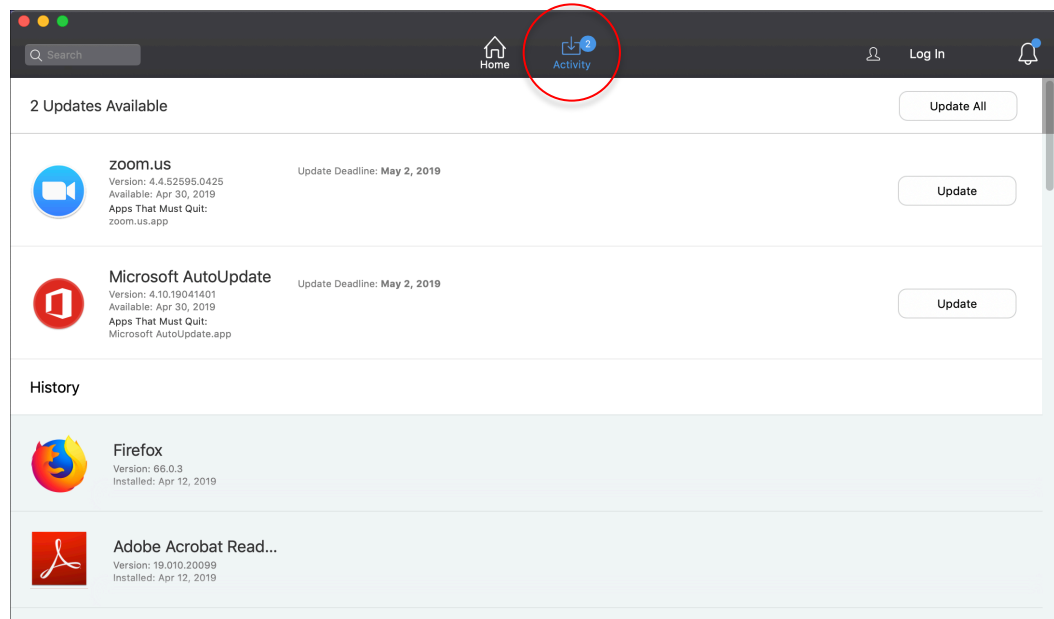 Search
Home
2
Activity
Log In
2 Updates Available
Update All
zoom.us
Version: 4.4.52595.0425
Available: Apr 30, 2019
Apps That Must Quit:
zoom.us.app
Update Deadline: May 2, 2019
Update
Microsoft AutoUpdate
Version: 4.10.19041401
Available: Apr 30, 2019
Apps That Must Quit:
Microsoft AutoUpdate.app
Update Deadline: May 2, 2019
Update
History
Firefox
Version: 66.0.3
Installed: Apr 12, 2019
Adobe Acrobat Read...
Version: 19.010.20099
Installed: Apr 12, 2019